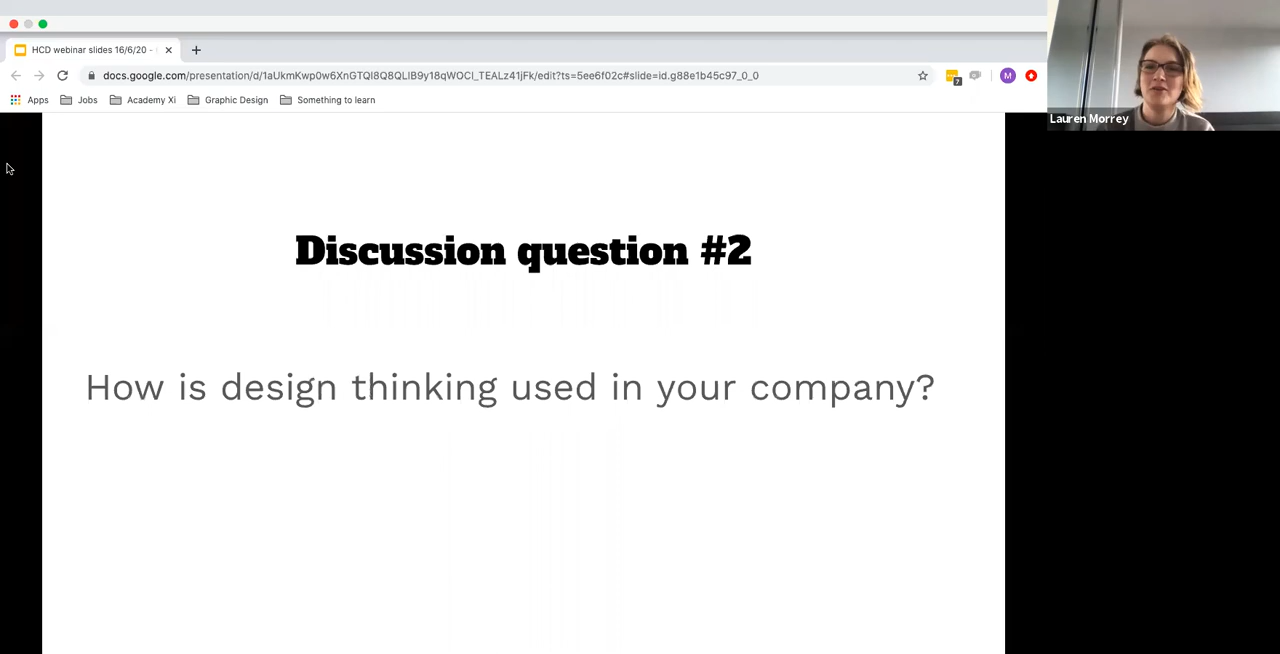 HCD webinar slides 16/6/20 -
docs.google.com/presentation/d/1aUkmKwp0w6XnGTQl8Q8QLlB9y18qWOCl_TEALz41jFk/edit?ts=5ee6f02c#slide=id.g88e1b45c97_0_0
7
M
Apps
Jobs
Academy Xi
Graphic Design
Something to learn
Lauren Morrey
Discussion question #2
How is design thinking used in your company?